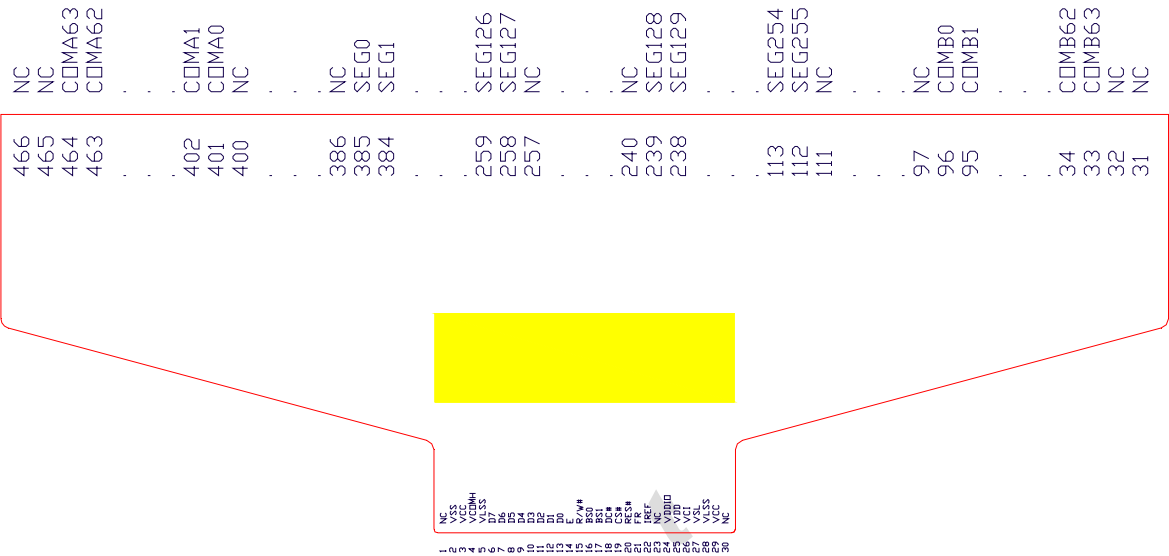 NC NC COMA63 COMA62 . . . COMA1 COMA0 NC . . . NC SEG0 SEG1 . . . SEG126 SEG127 NC . . . NC SEG128 SEG129 . . . SEG254 SEG255 NC . . . NC COMB0 COMB1 . . . COMB62 COMB63 NC NC
466 465 464 463 . . . 402 401 400 . . . 386 385 384 . . . 259 258 257 . . . 240 239 238 . . . 113 112 111 . . . 97 96 95 . . . 34 33 32 31
NC VSS VCC VCOMH VLSS D7 D6 D5 D4 D3 D2 D1 D0 E R/W# BS0 BS1 DC# CS# RES# FR IREF NC VDDIO VDD VCI VSL VLSS VCC NC
1 2 3 4 5 6 7 8 9 10 11 12 13 14 15 16 17 18 19 20 21 22 23 24 25 26 27 28 29 30